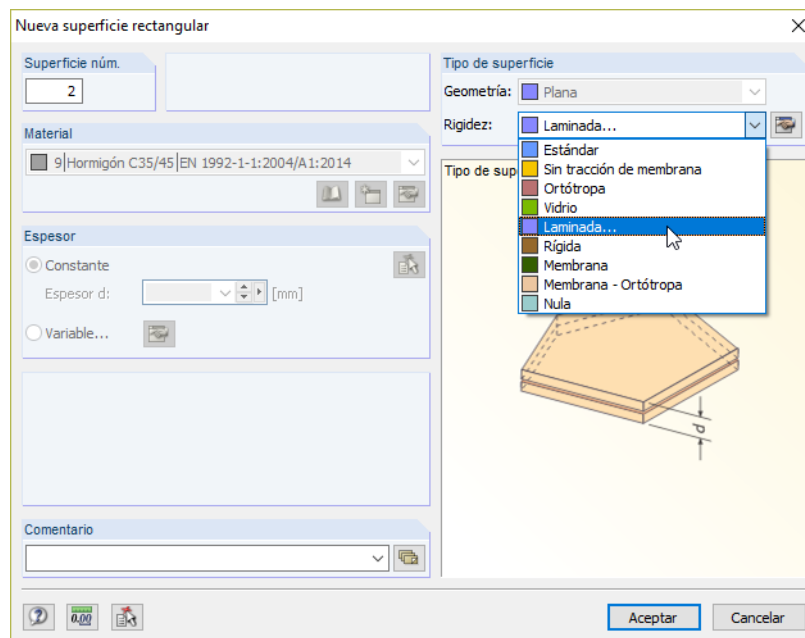 Nueva superficie rectangular
Superficie núm.
2
Material
9 Hormigón C35/45 EN 1992-1-1:2004/A1:2014
Espesor
Constante
Espesor d:
[mm]
Variable...
Comentario
Tipo de superficie
Geometría:
Plana
Rigidez:
Laminada...
Tipo de sup
Estándar
Sin tracción de membrana
Ortótropa
Vidrio
Laminada...
Rígida
Membrana
Membrana - Ortótropa
Nula
d
0.00
Aceptar
Cancelar